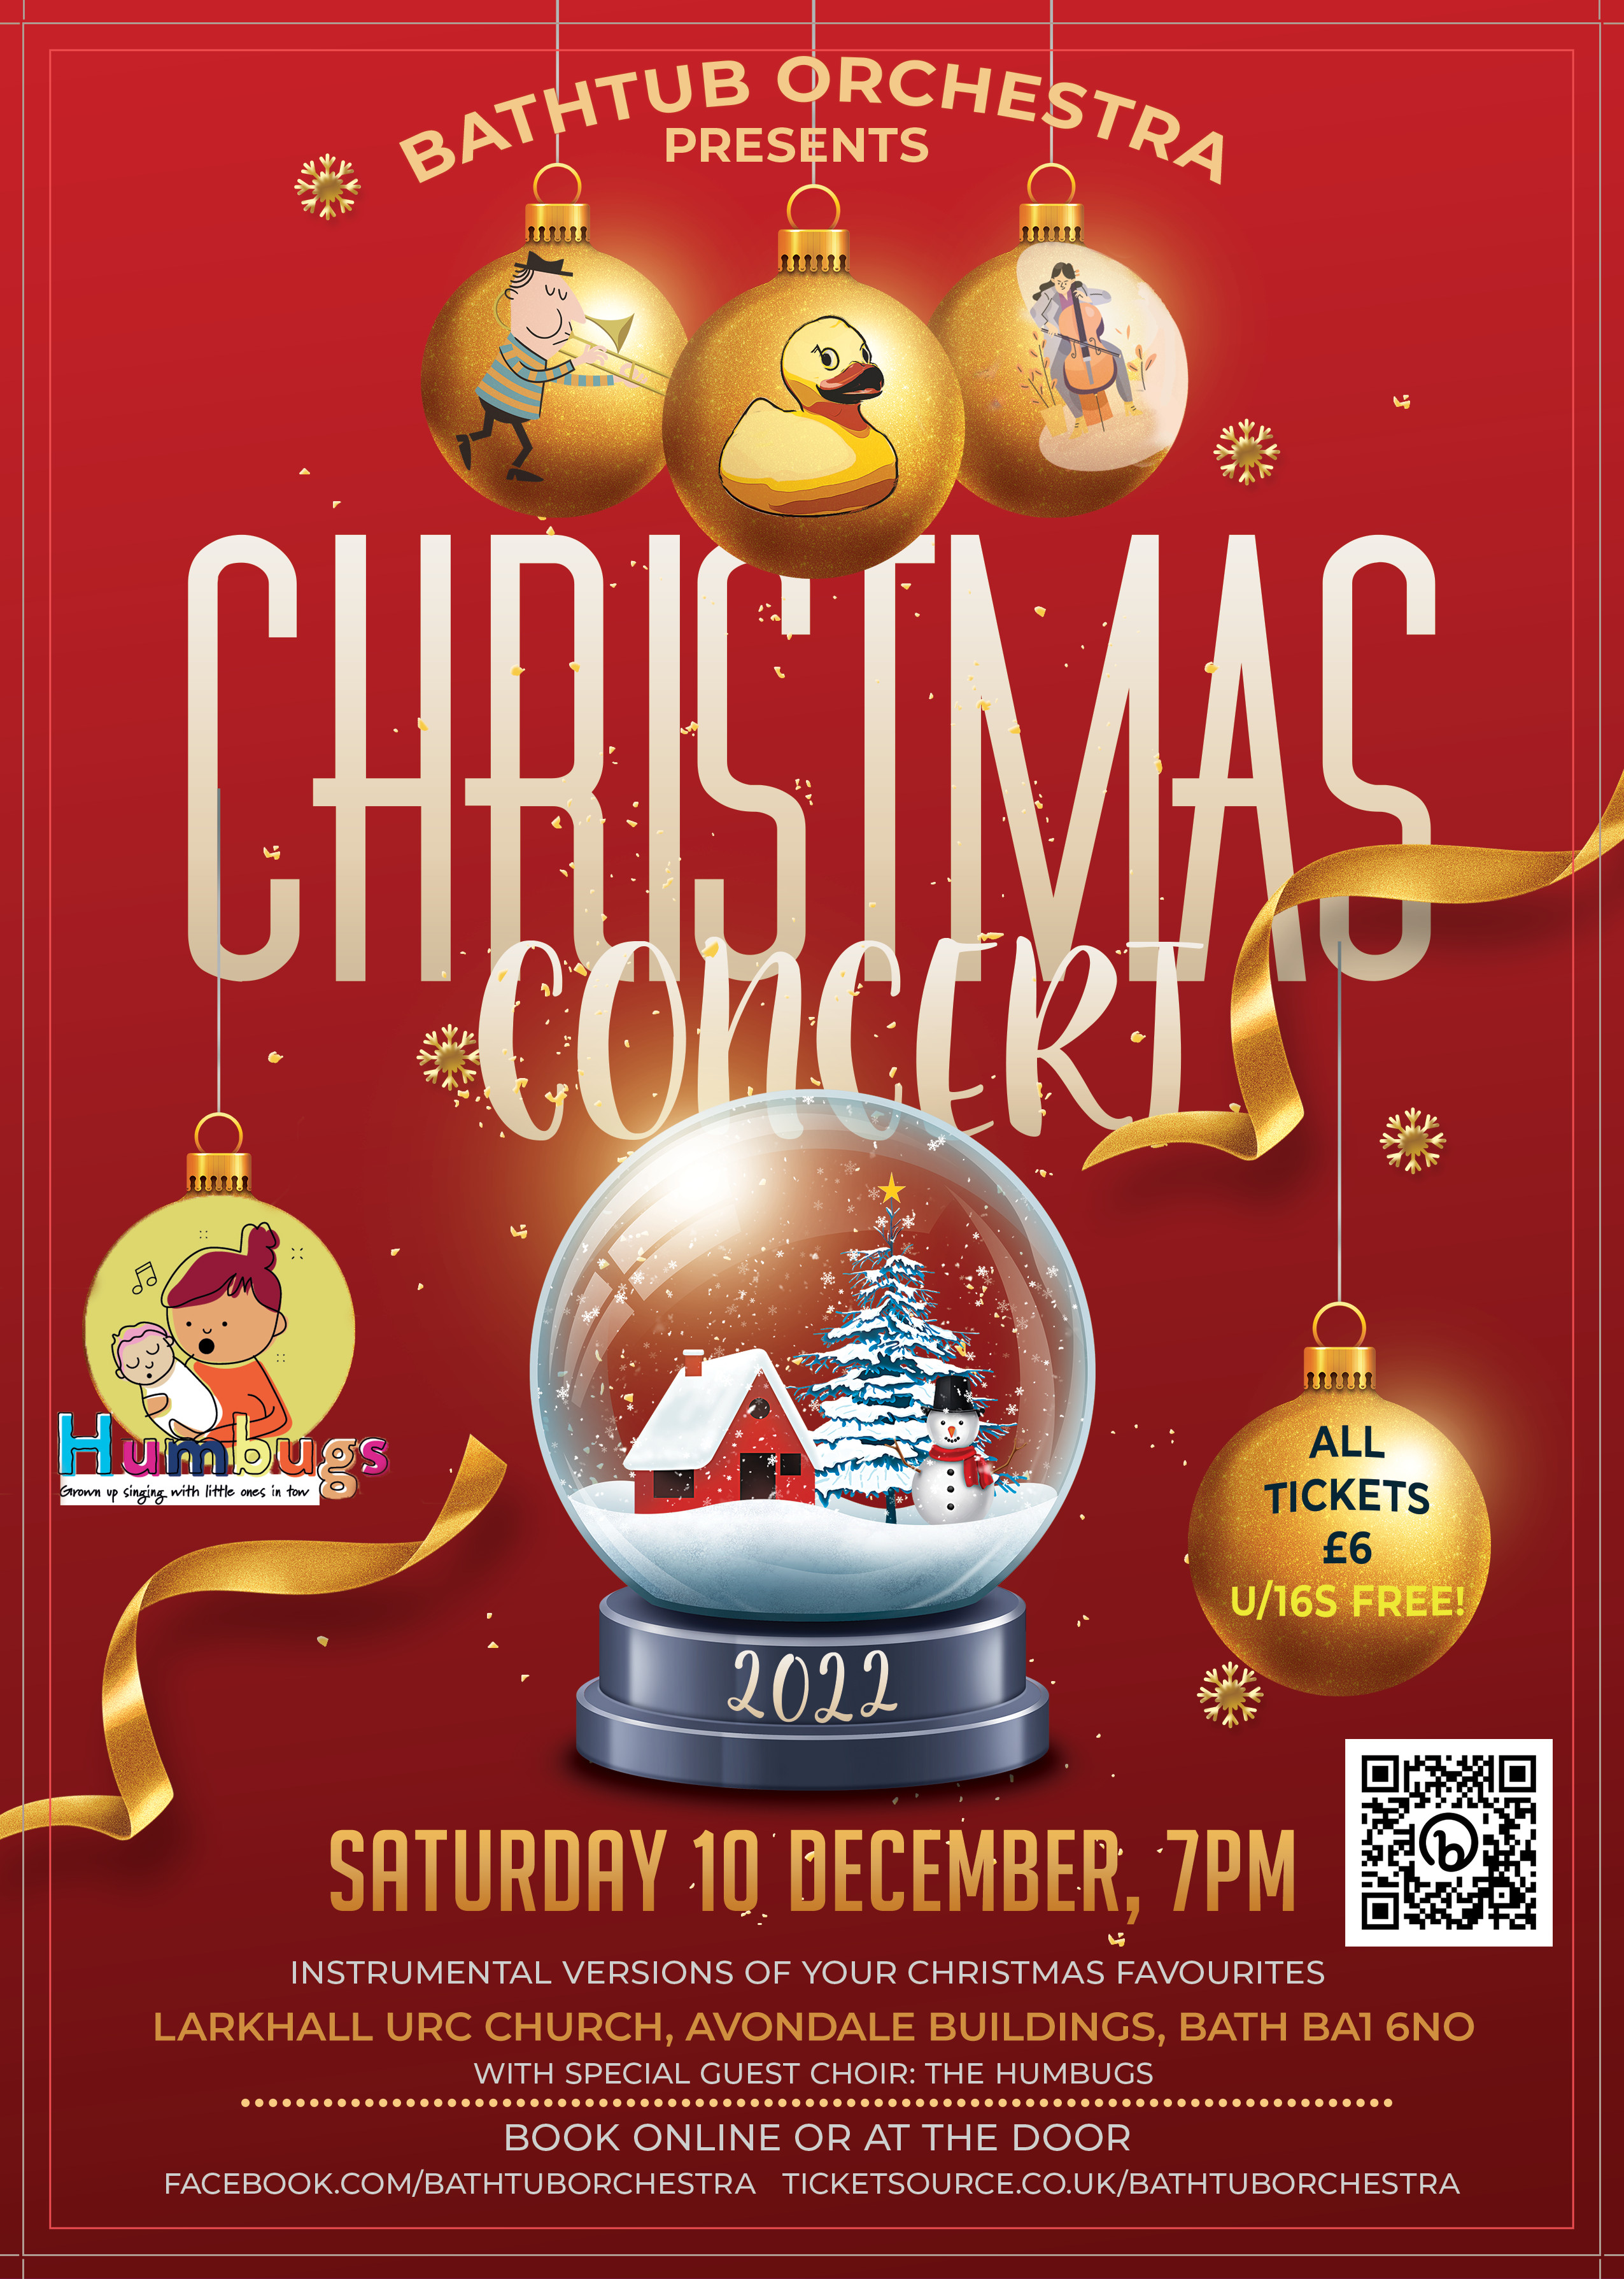 BATHTUB ORCHESTRA
PRESENTS
CHRISTMAS
CONCERT
Humbugs
Grown up singing with little ones in tow
ALL
TICKETS
£6
U/16S FREE!
2022
SATURDAY 10 DECEMBER, 7PM
b
INSTRUMENTAL VERSIONS OF YOUR CHRISTMAS FAVOURITES
LARKHALL URC CHURCH, AVONDALE BUILDINGS, BATH BA1 6NO
WITH SPECIAL GUEST CHOIR: THE HUMBUGS
BOOK ONLINE OR AT THE DOOR
FACEBOOK.COM/BATHTUBORCHESTRA TICKETSOURCE.CO.UK/BATHTUBORCHESTRA